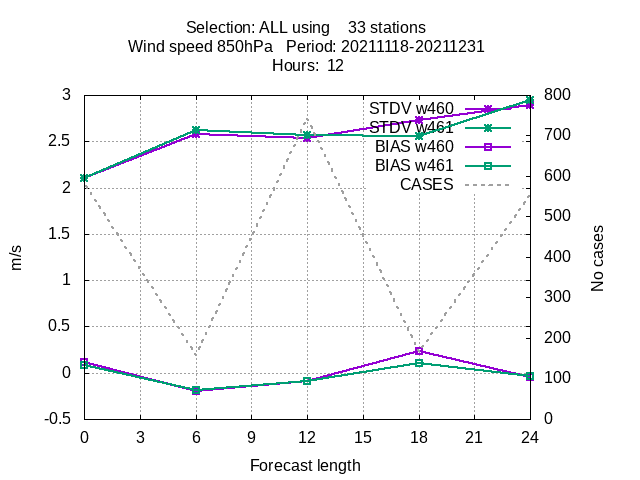 Selection: ALL using 33 stations
Wind speed 850hPa Period: 20211118-20211231
Hours: 12
3
2.5
2
1.5
1
0.5
0
-0.5
m/s
STDV w460
STDV w461
BIAS w460
BIAS w461
CASES
800
700
600
500
400
300
200
100
0
No cases
0 3 6 9 12 15 18 21 24
Forecast length